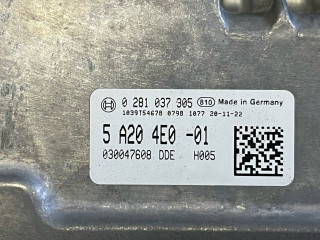 0 281 037 305 810 Made in Germany
1039T54670 0798 1077 20-11-22
5 A20 4E0 -01
030047608 DDE H005